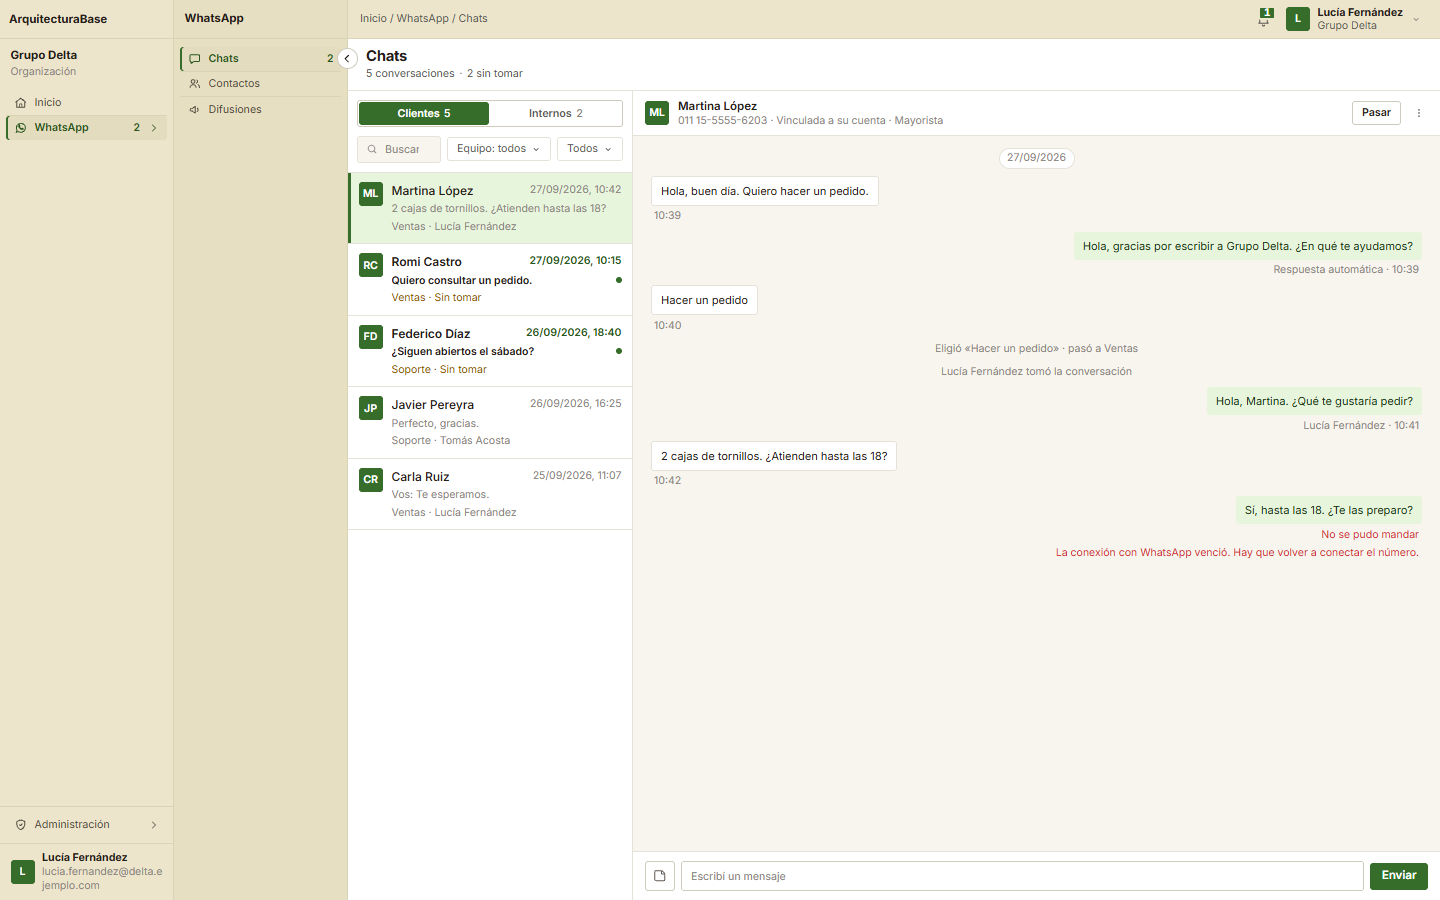 ArquitecturaBase
Grupo Delta
Organización
Inicio
WhatsApp 2
Administración
L
Lucía Fernández
lucia.fernandez@delta.e
jemplo.com
WhatsApp
Chats 2
Contactos
Difusiones
Inicio / WhatsApp / Chats
1
L
Lucía Fernández
Grupo Delta
Chats
5 conversaciones · 2 sin tomar
Clientes 5
Internos 2
Buscar
Equipo: todos
Todos
ML
Martina López 27/09/2026, 10:42
2 cajas de tornillos. ¿Atienden hasta las 18?
Ventas · Lucía Fernández
RC
Romi Castro 27/09/2026, 10:15
Quiero consultar un pedido.
Ventas · Sin tomar
FD
Federico Díaz 26/09/2026, 18:40
¿Siguen abiertos el sábado?
Soporte · Sin tomar
JP
Javier Pereyra 26/09/2026, 16:25
Perfecto, gracias.
Soporte · Tomás Acosta
CR
Carla Ruiz 25/09/2026, 11:07
Vos: Te esperamos.
Ventas · Lucía Fernández
ML
Martina López
011 15-5555-6203 · Vinculada a su cuenta · Mayorista
Pasar
27/09/2026
Hola, buen día. Quiero hacer un pedido.
10:39
Hola, gracias por escribir a Grupo Delta. ¿En qué te ayudamos?
Respuesta automática · 10:39
Hacer un pedido
10:40
Eligió «Hacer un pedido» · pasó a Ventas
Lucía Fernández tomó la conversación
Hola, Martina. ¿Qué te gustaría pedir?
Lucía Fernández · 10:41
2 cajas de tornillos. ¿Atienden hasta las 18?
10:42
Sí, hasta las 18. ¿Te las preparo?
No se pudo mandar
La conexión con WhatsApp venció. Hay que volver a conectar el número.
Escribí un mensaje
Enviar